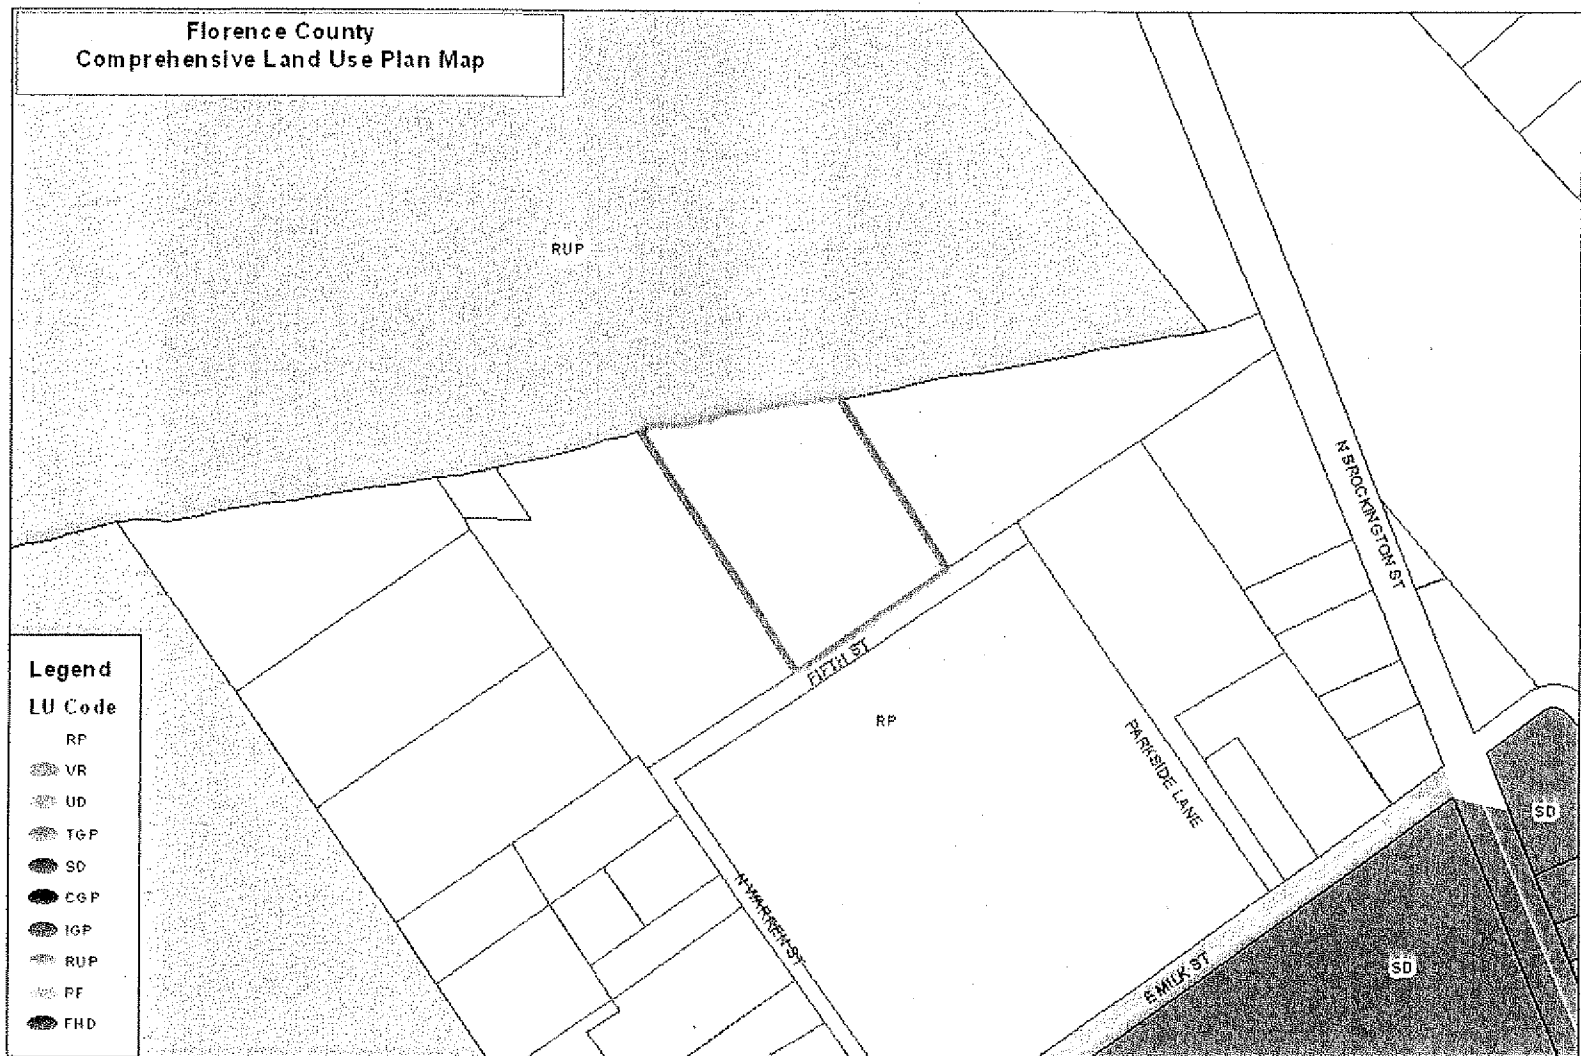 Florence County
Comprehensive Land Use Plan Map
RUP
N BROCKINGTON ST
FIFTH ST
RP
PARKSIDE LANE
SD
N WARREN ST
E MLK ST
SD
Legend
LU Code
RP
VR
UD
TGP
SD
CGP
IGP
RUP
PF
FHD